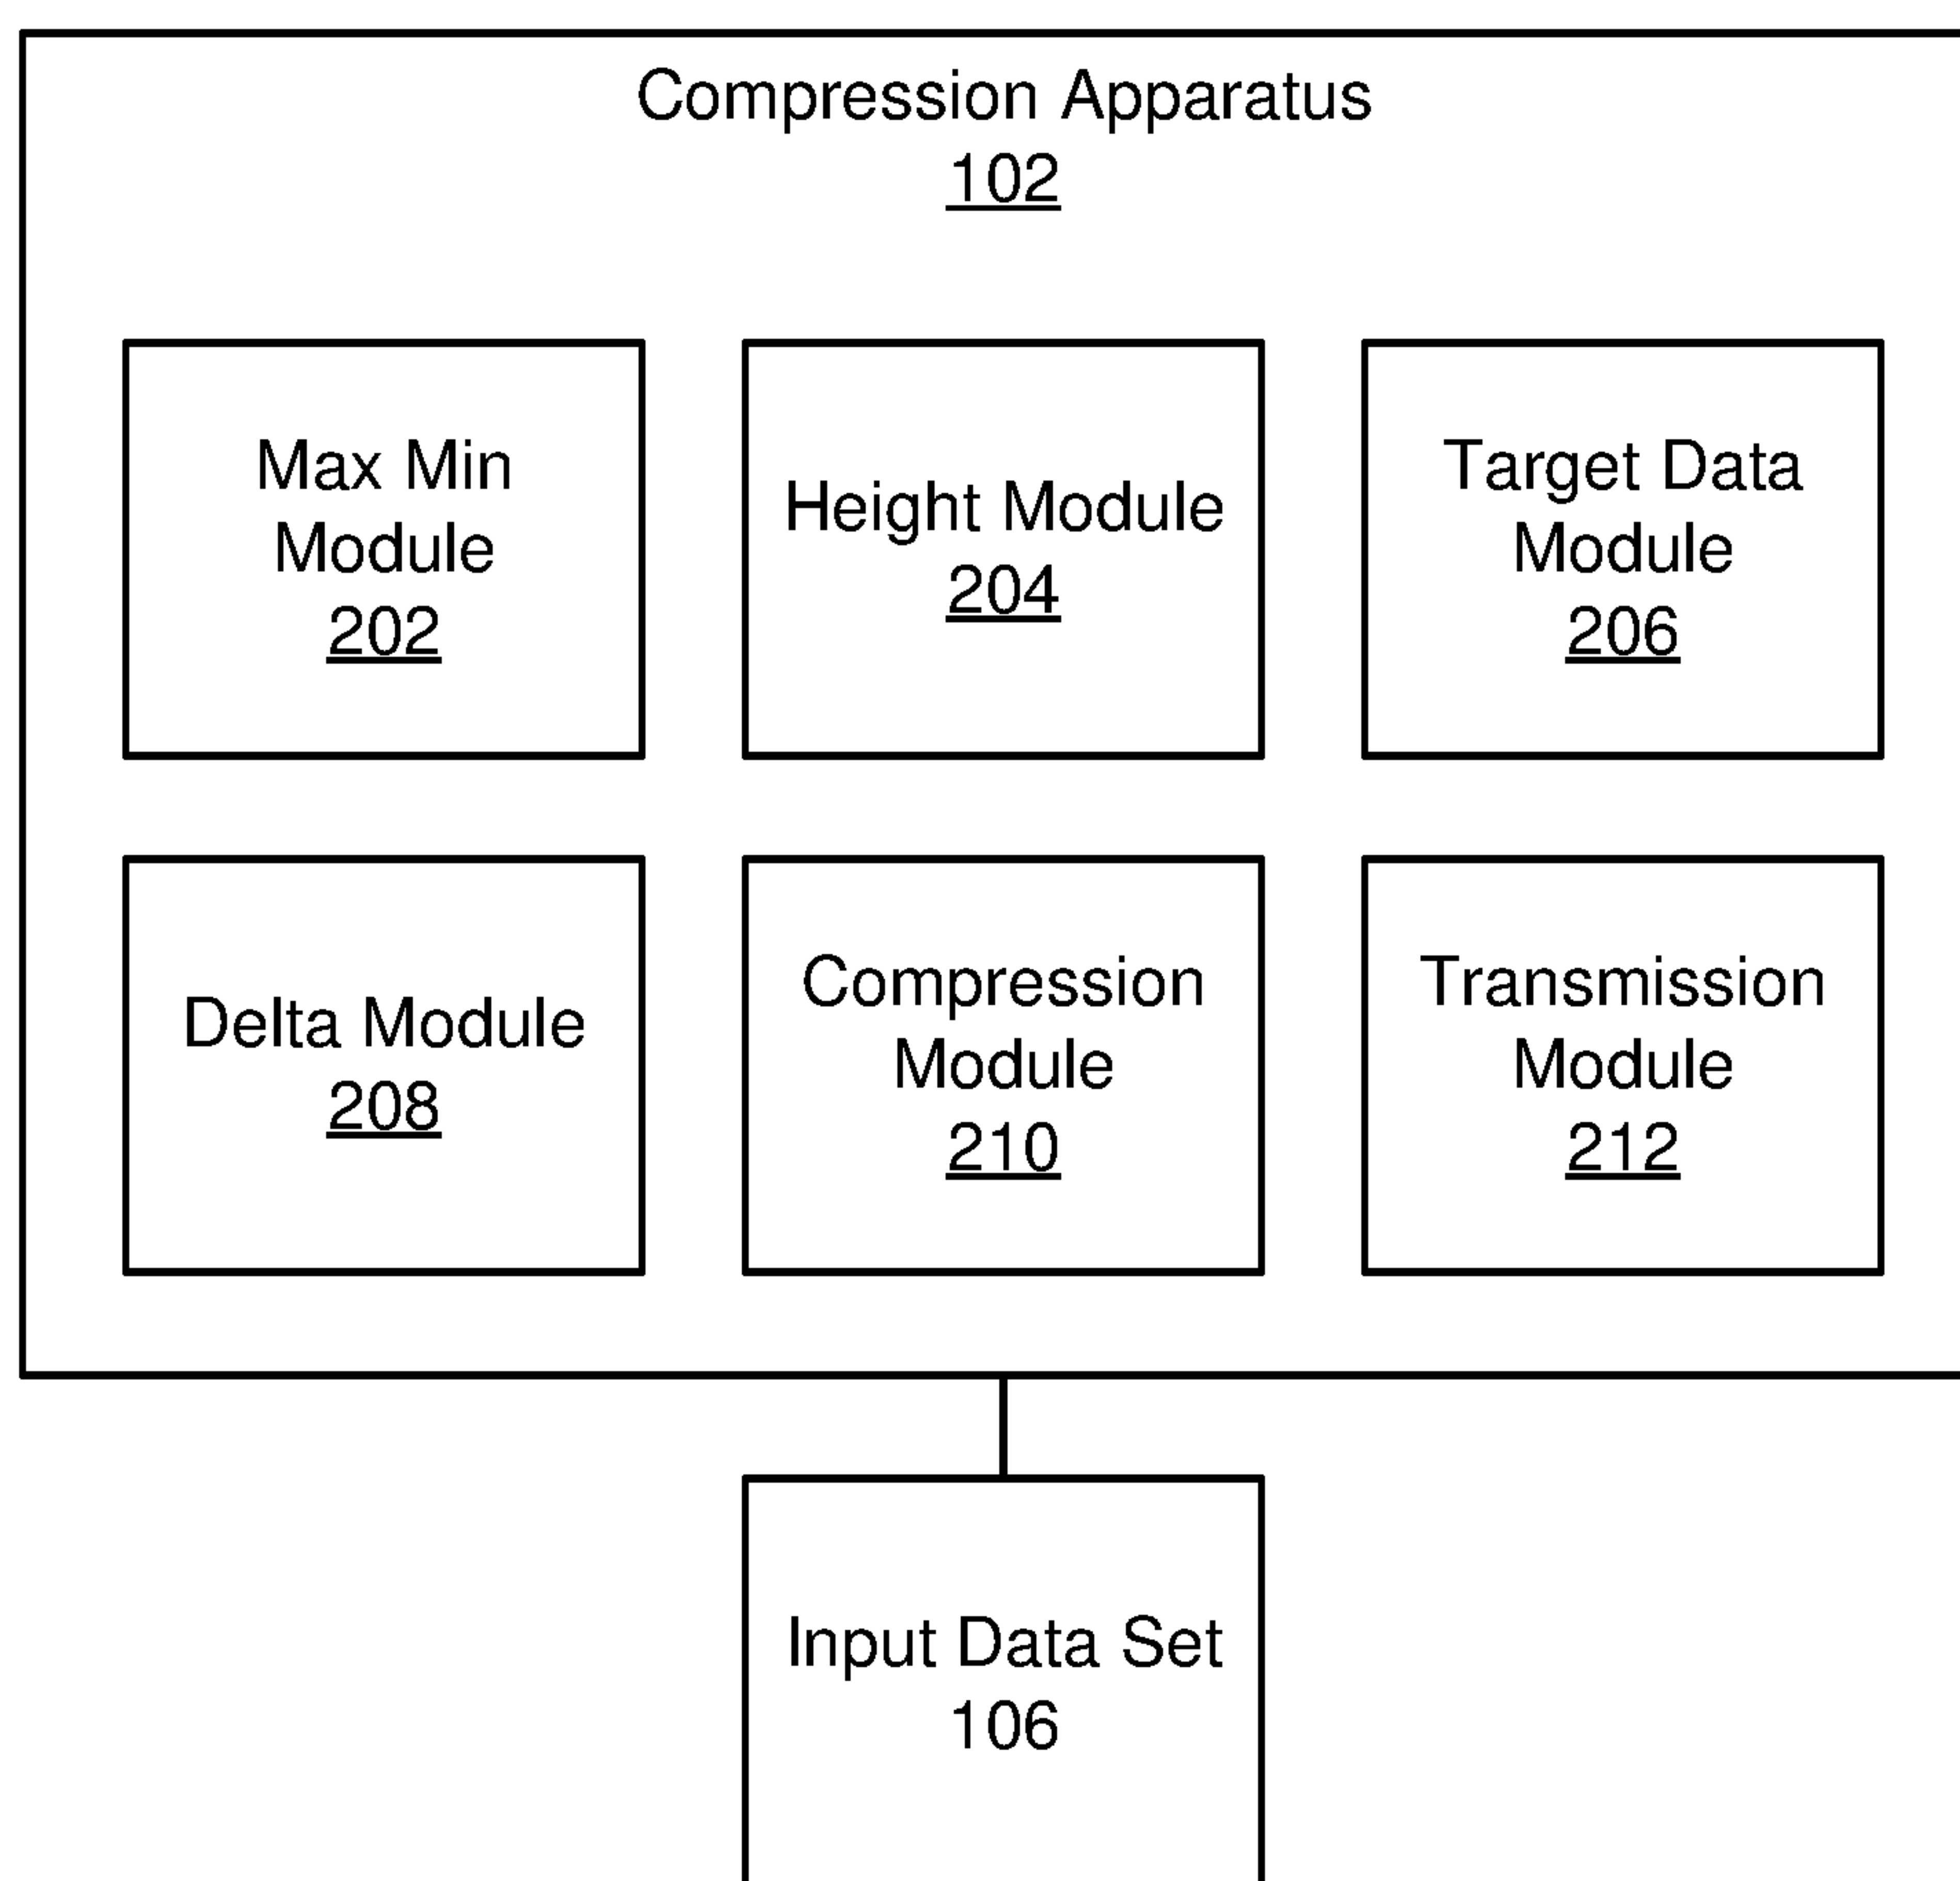 Compression Apparatus
102
Max Min
Module
202
Height Module
204
Target Data
Module
206
Delta Module
208
Compression
Module
210
Transmission
Module
212
Input Data Set
106